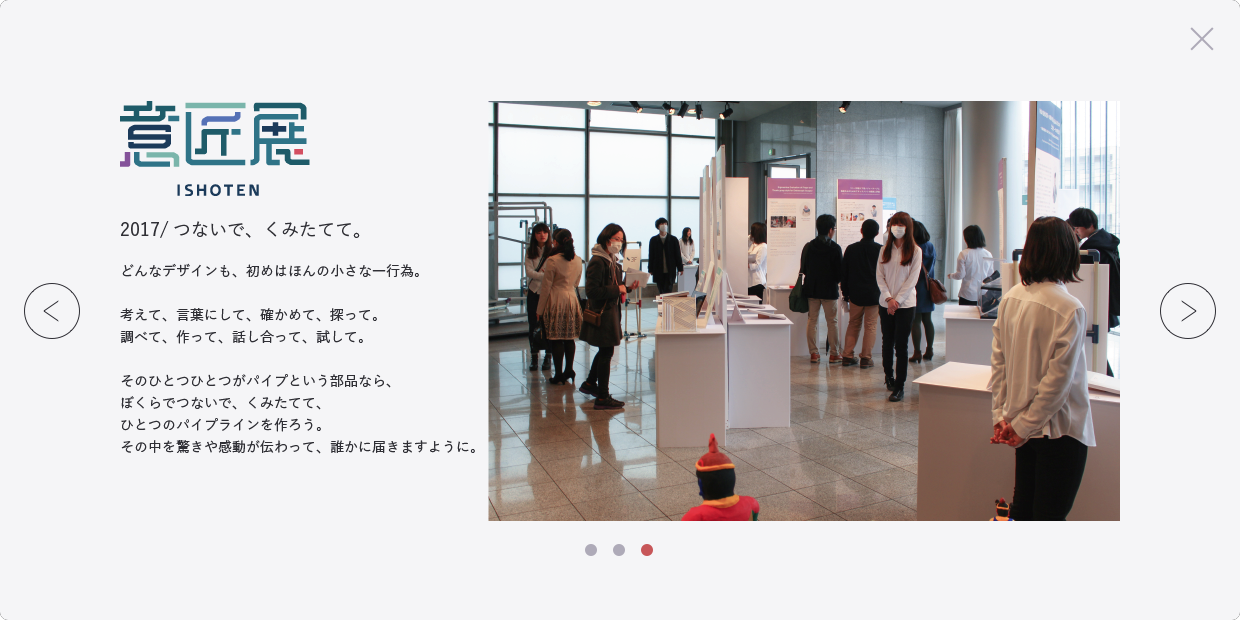 意匠展
ISHOTEN
2017/ つないで、くみたてて。
どんなデザインも、初めはほんの小さな一行為。
考えて、言葉にして、確かめて、探って。
調べて、作って、話し合って、試して。
そのひとつひとつがパイプという部品なら、
ぼくらでつないで、くみたてて、
ひとつのパイプラインを作ろう。
その中を驚きや感動が伝わって、誰かに届きますように。